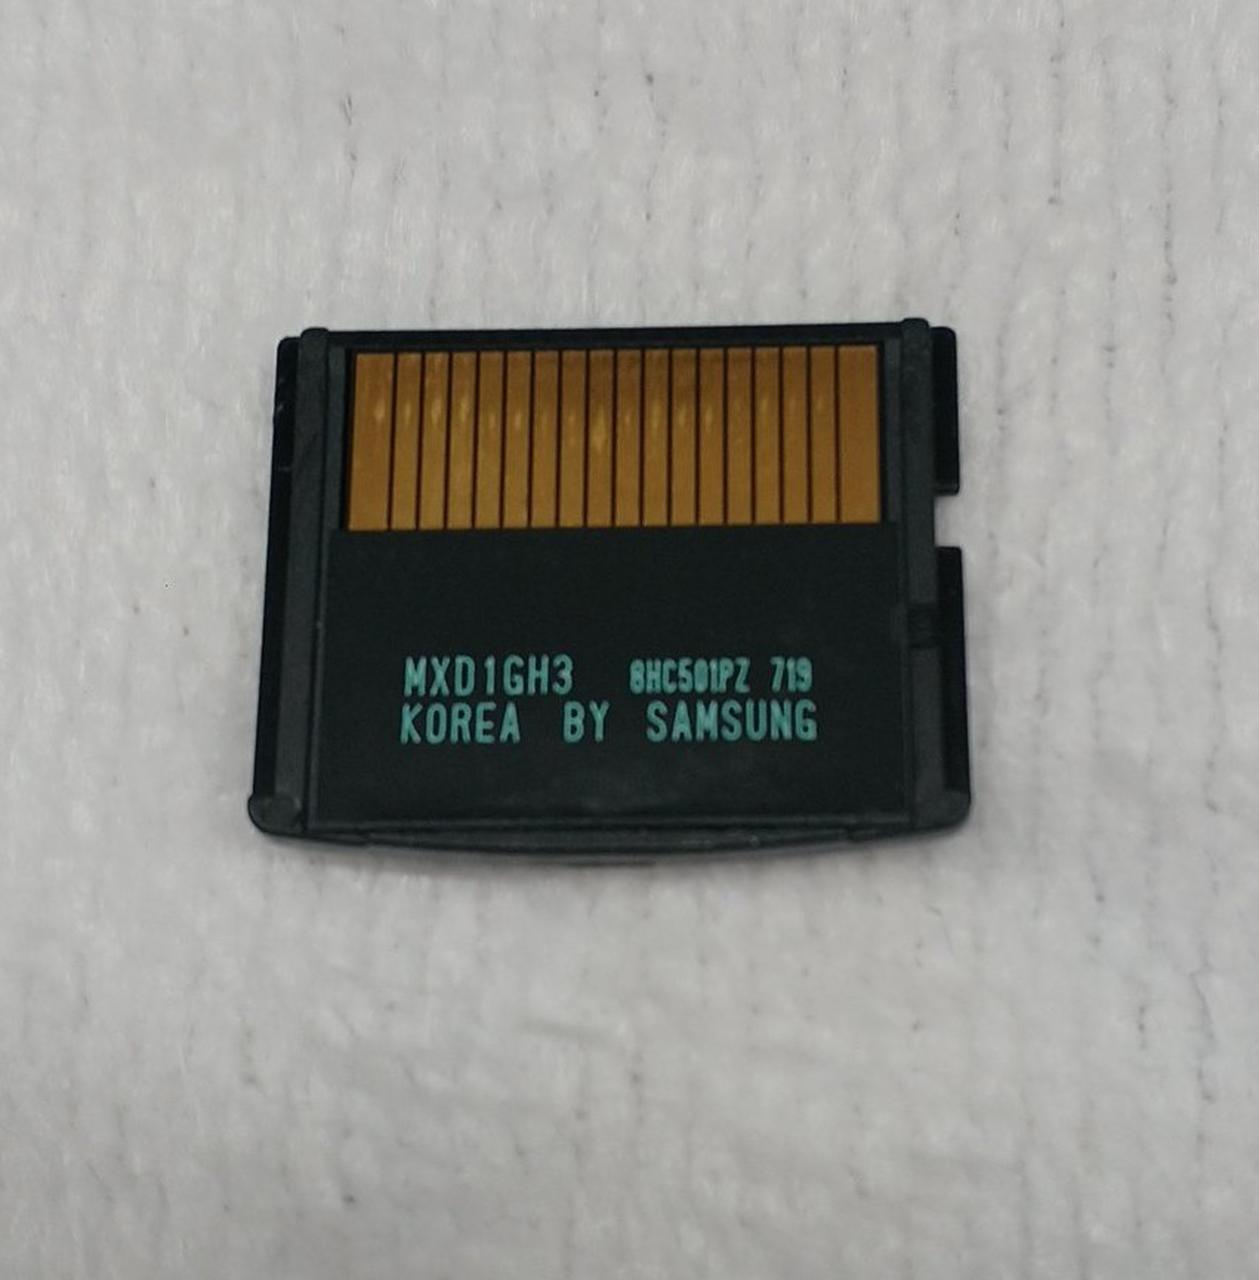 MXD1GH3 8HC501PZ 719
KOREA BY SAMSUNG